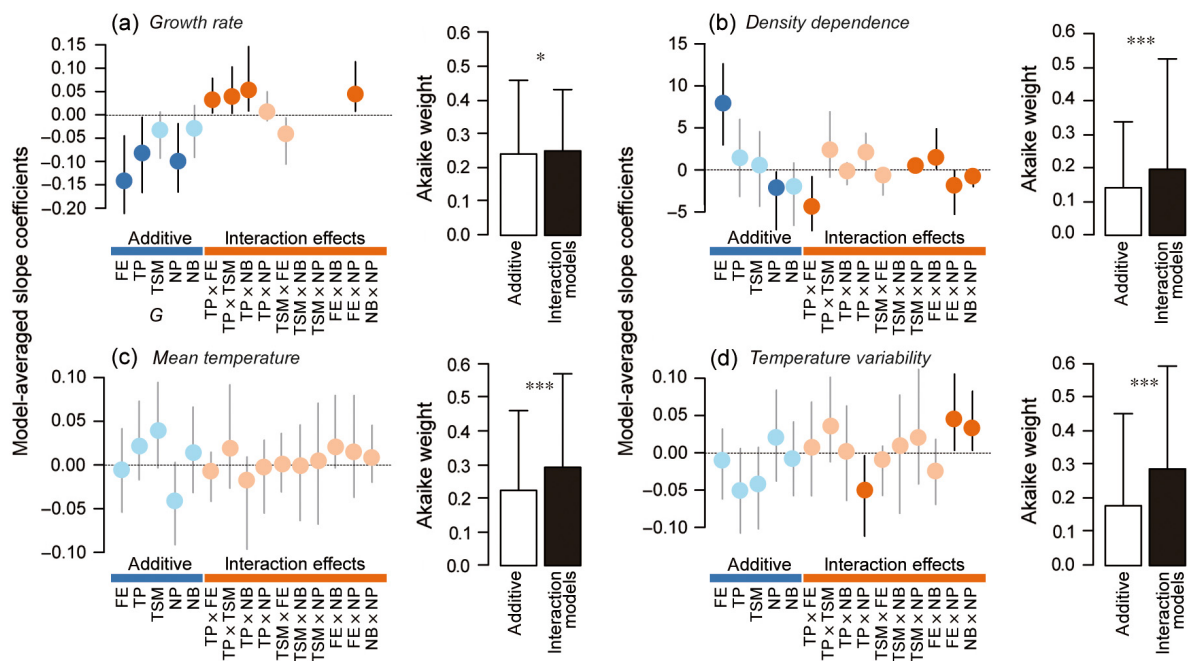 Model-averaged slope coefficients
(a) Growth rate
0.15
0.10
0.05
0.00
−0.05
−0.10
−0.15
−0.20
Additive
Interaction effects
FE
TP
TSM
NP
NB
TP × FE
TP × TSM
TP × NB
TP × NP
TSM × FE
TSM × NB
TSM × NP
FE × NB
FE × NP
NB × NP
G
Akaike weight
0.6
0.5
0.4
0.3
0.2
0.1
0.0
*
Additive
Interaction
models
Model-averaged slope coefficients
(b) Density dependence
15
10
5
0
−5
Additive
Interaction effects
FE
TP
TSM
NP
NB
TP × FE
TP × TSM
TP × NB
TP × NP
TSM × FE
TSM × NB
TSM × NP
FE × NB
FE × NP
NB × NP
Akaike weight
0.6
0.5
0.4
0.3
0.2
0.1
0.0
***
Additive
Interaction
models
(c) Mean temperature
0.10
0.05
0.00
−0.05
−0.10
Additive
Interaction effects
FE
TP
TSM
NP
NB
TP × FE
TP × TSM
TP × NB
TP × NP
TSM × FE
TSM × NB
TSM × NP
FE × NB
FE × NP
NB × NP
Akaike weight
0.6
0.5
0.4
0.3
0.2
0.1
0.0
***
Additive
Interaction
models
(d) Temperature variability
0.10
0.05
0.00
−0.05
−0.10
Additive
Interaction effects
FE
TP
TSM
NP
NB
TP × FE
TP × TSM
TP × NB
TP × NP
TSM × FE
TSM × NB
TSM × NP
FE × NB
FE × NP
NB × NP
Akaike weight
0.6
0.5
0.4
0.3
0.2
0.1
0.0
***
Additive
Interaction
models